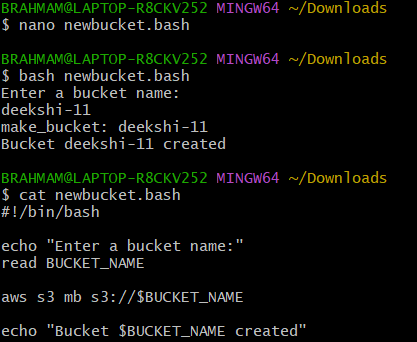 BRAHMAM@LAPTOP-R8CKV252 MINGW64 ~/Downloads
$ nano newbucket.bash
BRAHMAM@LAPTOP-R8CKV252 MINGW64 ~/Downloads
$ bash newbucket.bash
Enter a bucket name:
deekshi-11
make_bucket: deekshi-11
Bucket deekshi-11 created
BRAHMAM@LAPTOP-R8CKV252 MINGW64 ~/Downloads
$ cat newbucket.bash
#!/bin/bash
echo "Enter a bucket name:"
read BUCKET_NAME
aws s3 mb s3://$BUCKET_NAME
echo "Bucket $BUCKET_NAME created"